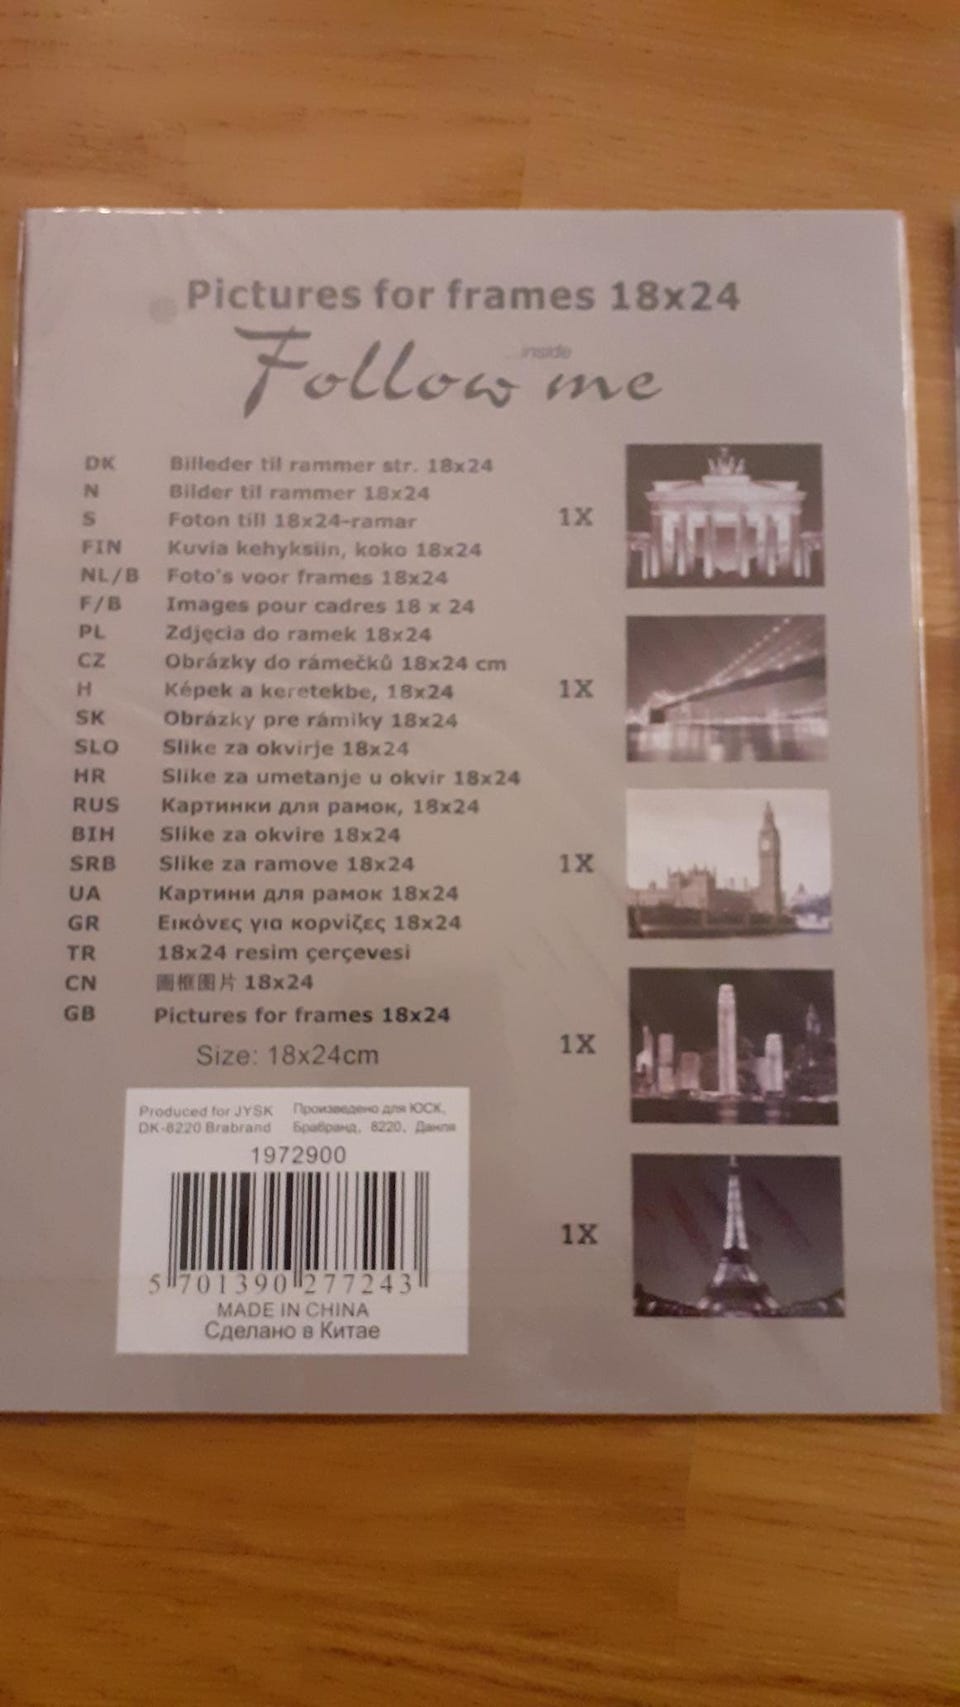 Pictures for frames 18x24
...inside
Follow me
DK Billeder til rammer str. 18x24
N Bilder til rammer 18x24
S Foton till 18x24-ramar
FIN Kuvia kehyksiin, koko 18x24
NL/B Foto's voor frames 18x24
F/B Images pour cadres 18 x 24
PL Zdjęcia do ramek 18x24
CZ Obrázky do rámečků 18x24 cm
H Képek a keretekbe, 18x24
SK Obrázky pre rámiky 18x24
SLO Slike za okvirje 18x24
HR Slike za umetanje u okvir 18x24
RUS Картинки для рамок, 18x24
BIH Slike za okvire 18x24
SRB Slike za ramove 18x24
UA Картини для рамок 18x24
GR Εικόνες για κορνίζες 18x24
TR 18x24 resim çerçevesi
CN 画框图片 18x24
GB Pictures for frames 18x24
Size: 18x24cm
1X
1X
1X
1X
1X
Produced for JYSK Произведено для ЮСК,
DK-8220 Brabrand Брабранд, 8220, Дания
1972900
5 701390 277243
MADE IN CHINA
Сделано в Китае